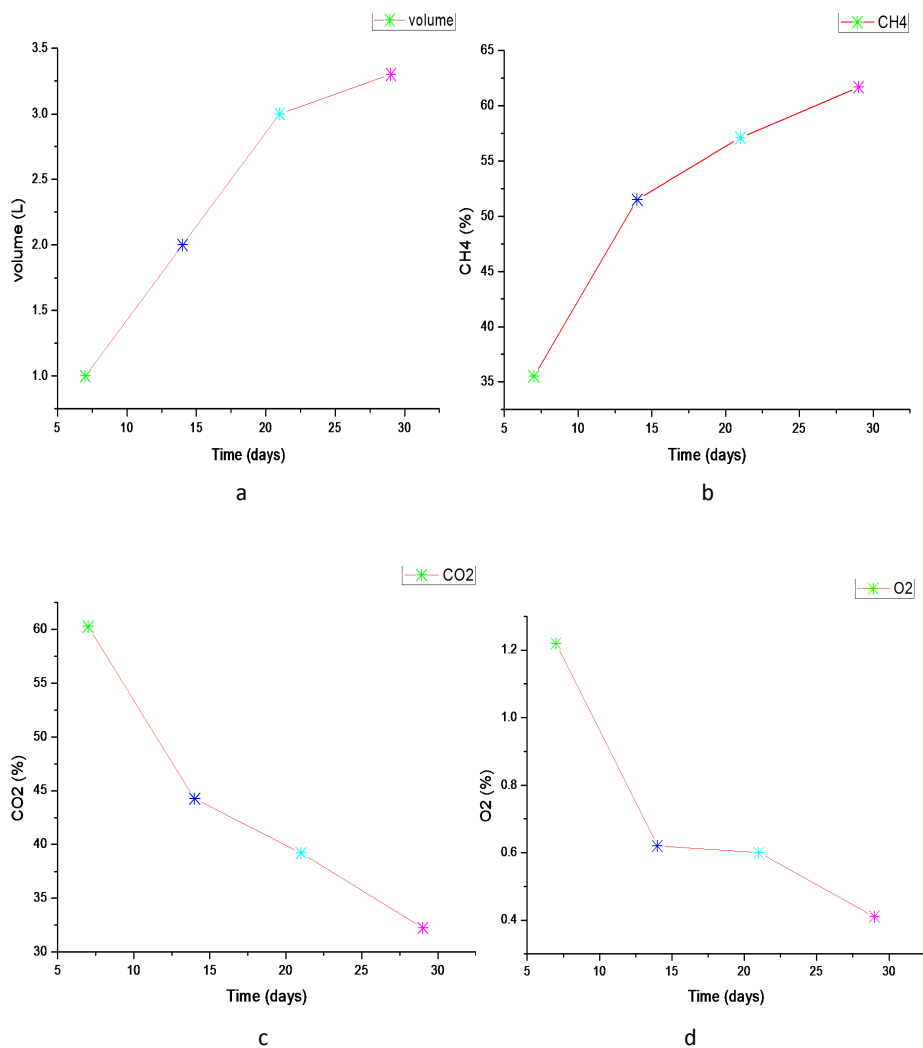 volume
3.5
3.0
2.5
2.0
1.5
1.0
volume (L)
5 10 15 20 25 30
Time (days)
a
CH4
65
60
55
50
45
40
35
CH4 (%)
5 10 15 20 25 30
Time (days)
b
CO2
60
55
50
45
40
35
30
CO2 (%)
5 10 15 20 25 30
Time (days)
c
O2
1.2
1.0
0.8
0.6
0.4
O2 (%)
5 10 15 20 25 30
Time (days)
d